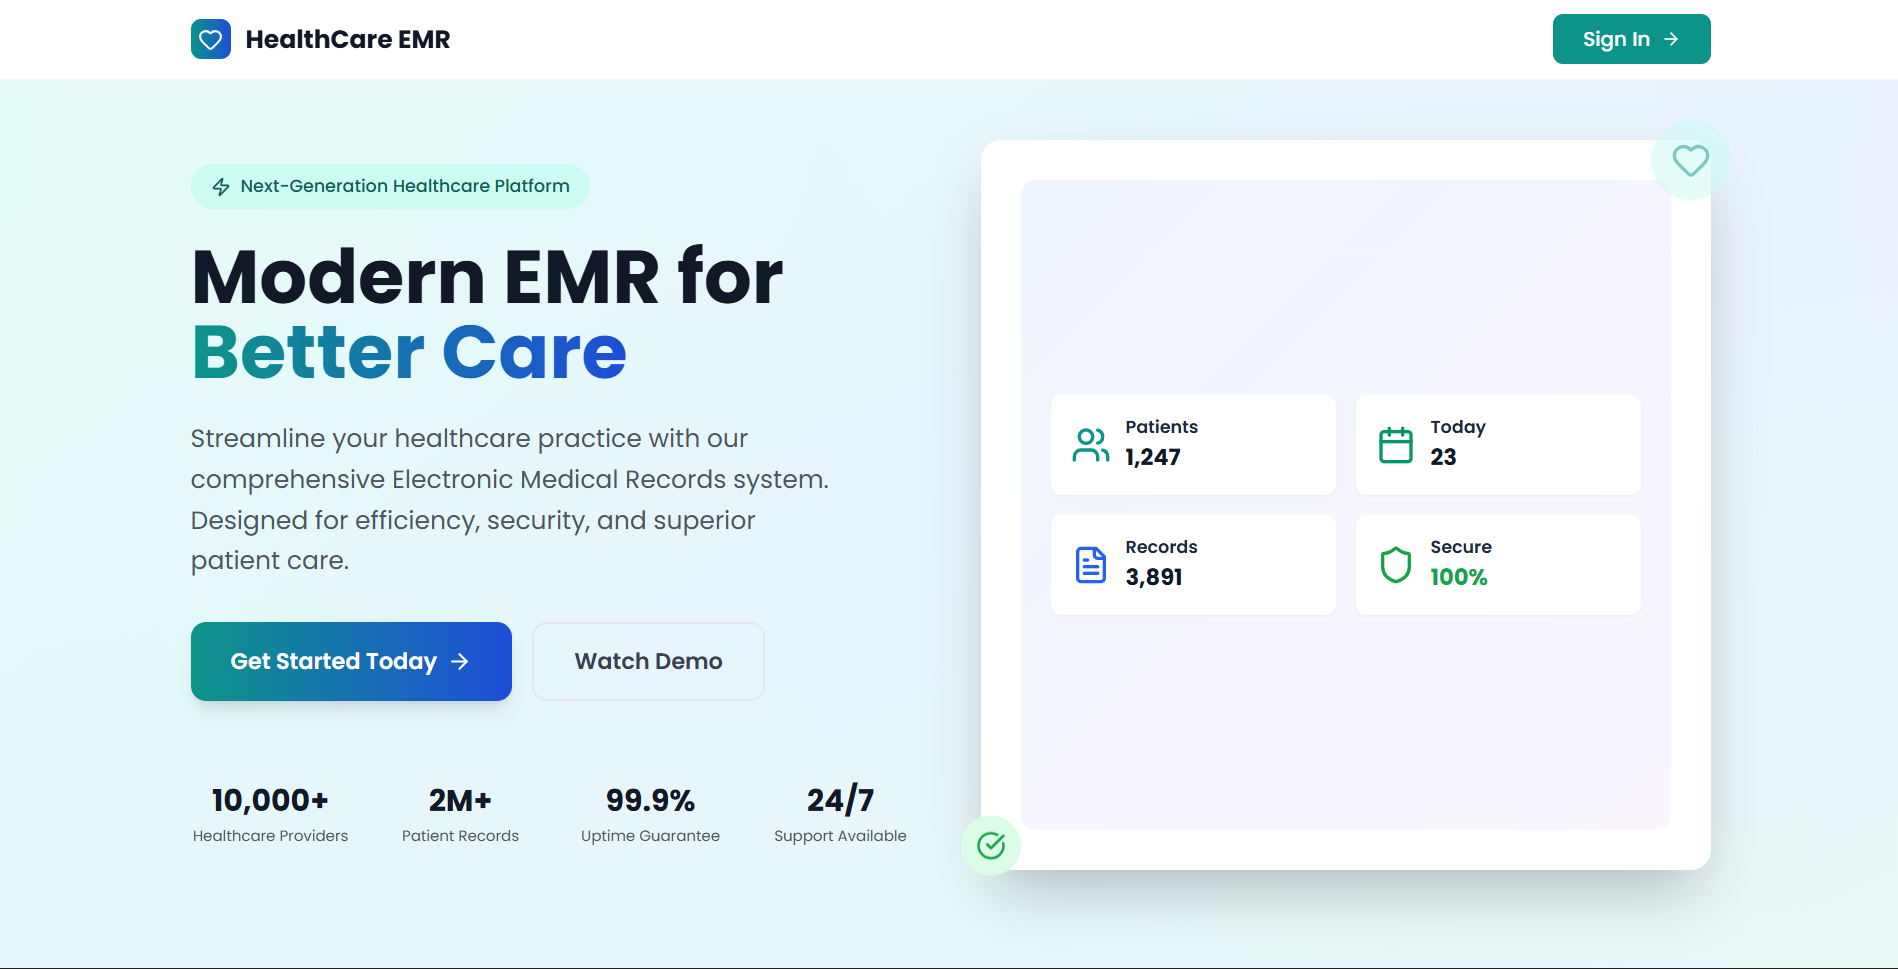 HealthCare EMR
Sign In
Next-Generation Healthcare Platform
Modern EMR for
Better Care
Streamline your healthcare practice with our
comprehensive Electronic Medical Records system.
Designed for efficiency, security, and superior
patient care.
Get Started Today
Watch Demo
10,000+
Healthcare Providers
2M+
Patient Records
99.9%
Uptime Guarantee
24/7
Support Available
Patients
1,247
Today
23
Records
3,891
Secure
100%